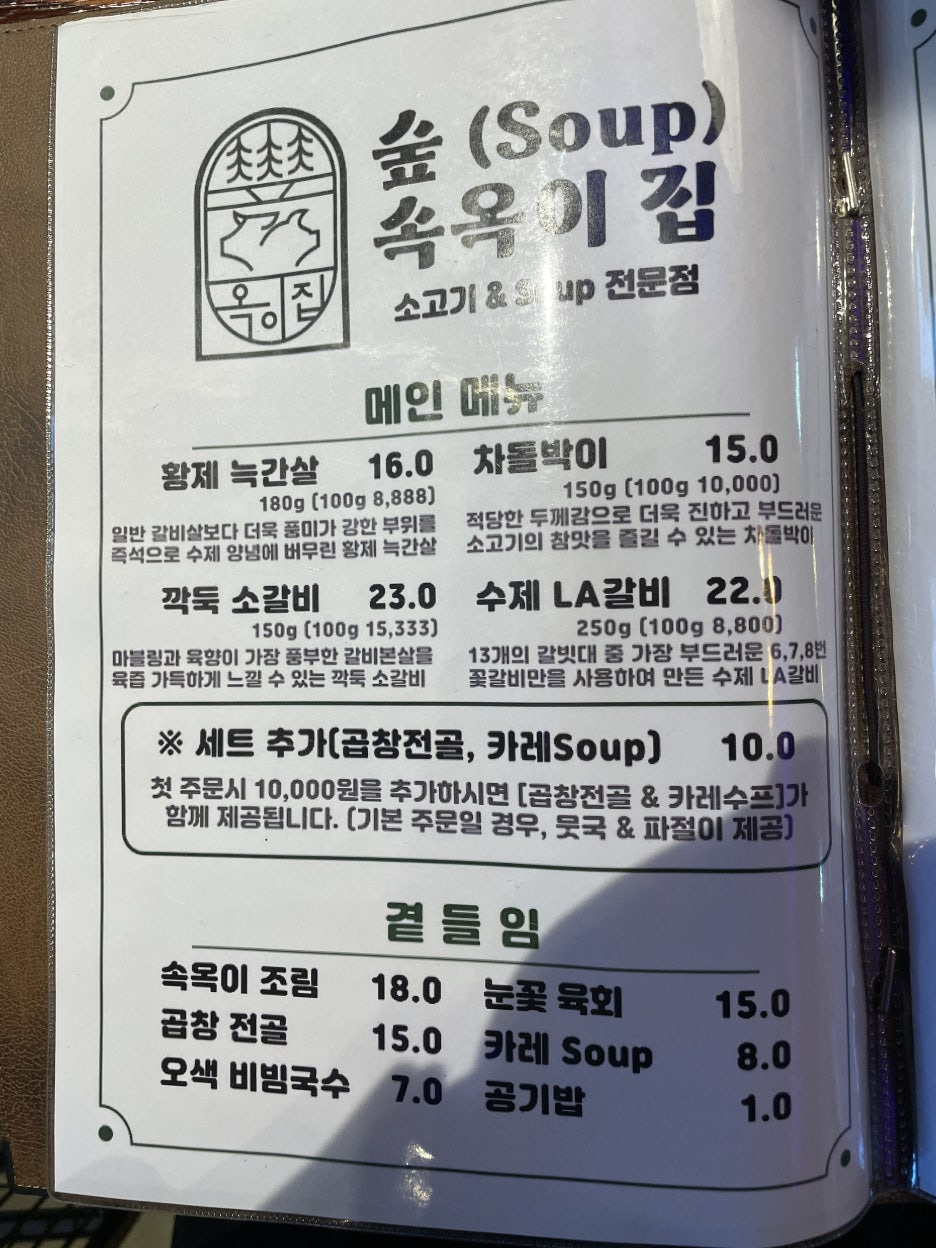 숲 (Soup)
속옥이 집
소고기 & Soup 전문점
옥이집
메인 메뉴
황제 늑간살 16.0
180g (100g 8,888)
일반 갈비살보다 더욱 풍미가 강한 부위를
즉석으로 수제 양념에 버무린 황제 늑간살
차돌박이 15.0
150g (100g 10,000)
적당한 두께감으로 더욱 진하고 부드러운
소고기의 참맛을 즐길 수 있는 차돌박이
깍둑 소갈비 23.0
150g (100g 15,333)
마블링과 육향이 가장 풍부한 갈비본살을
육즙 가득하게 느낄 수 있는 깍둑 소갈비
수제 LA갈비 22.0
250g (100g 8,800)
13개의 갈빗대 중 가장 부드러운 6,7,8번
꽃갈비만을 사용하여 만든 수제 LA갈비
※ 세트 추가(곱창전골, 카레Soup) 10.0
첫 주문시 10,000원을 추가하시면 [곱창전골 & 카레수프]가
함께 제공됩니다. (기본 주문일 경우, 뭇국 & 파절이 제공)
곁들임
속옥이 조림 18.0
곱창 전골 15.0
오색 비빔국수 7.0
눈꽃 육회 15.0
카레 Soup 8.0
공기밥 1.0